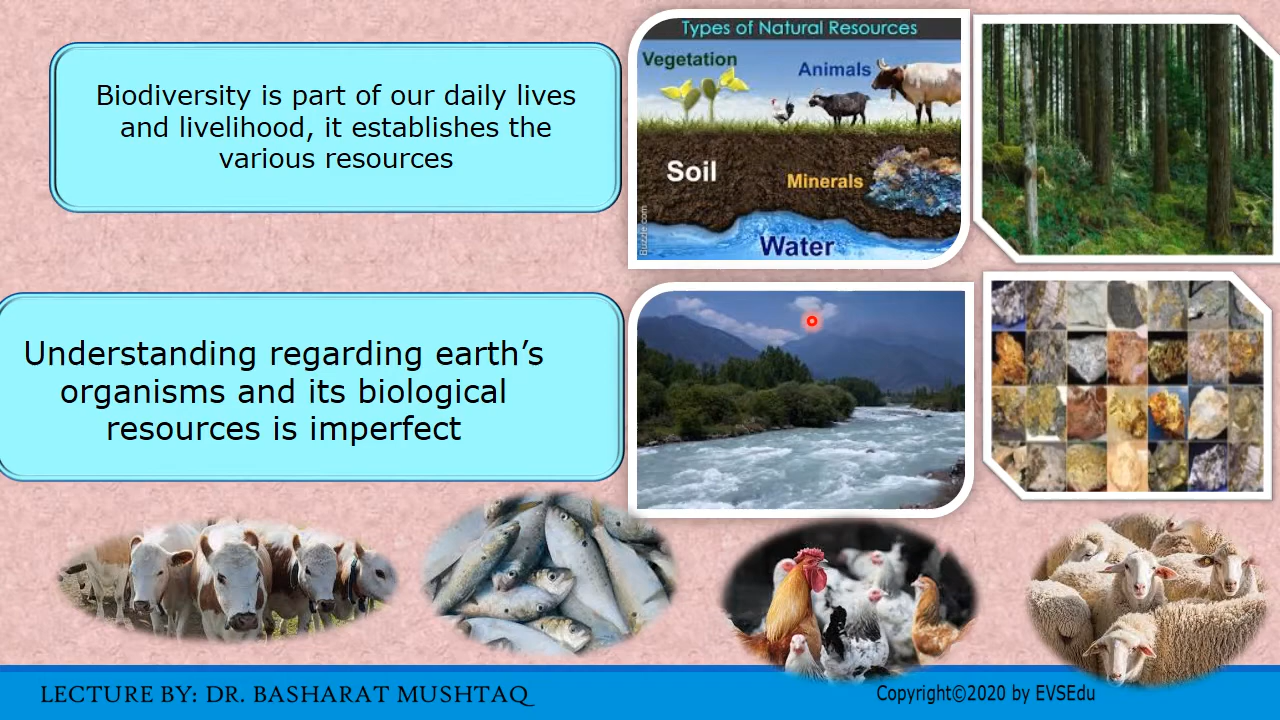 Biodiversity is part of our daily lives
and livelihood, it establishes the
various resources
Types of Natural Resources
Vegetation
Animals
Soil
Minerals
Water
Buzzle.com
Understanding regarding earth's
organisms and its biological
resources is imperfect
LECTURE BY: DR. BASHARAT MUSHTAQ
Copyright©2020 by EVSEdu